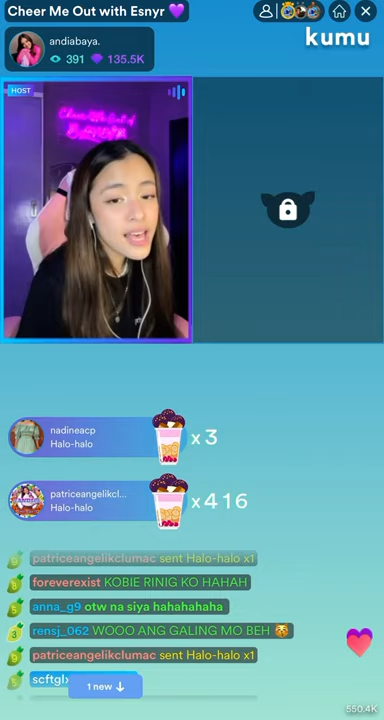 Cheer Me Out with Esnyr 💜
kumu
andiabaya.
391 135.5K
HOST
nadineacp
Halo-halo
x3
patriceangelikcl...
Halo-halo
x416
patriceangelikclumac sent Halo-halo x1
foreverexist KOBIE RINIG KO HAHAH
anna_g9 otw na siya hahahahaha
rensj_062 WOOO ANG GALING MO BEH
patriceangelikclumac sent Halo-halo x1
1 new ↓
550.4K